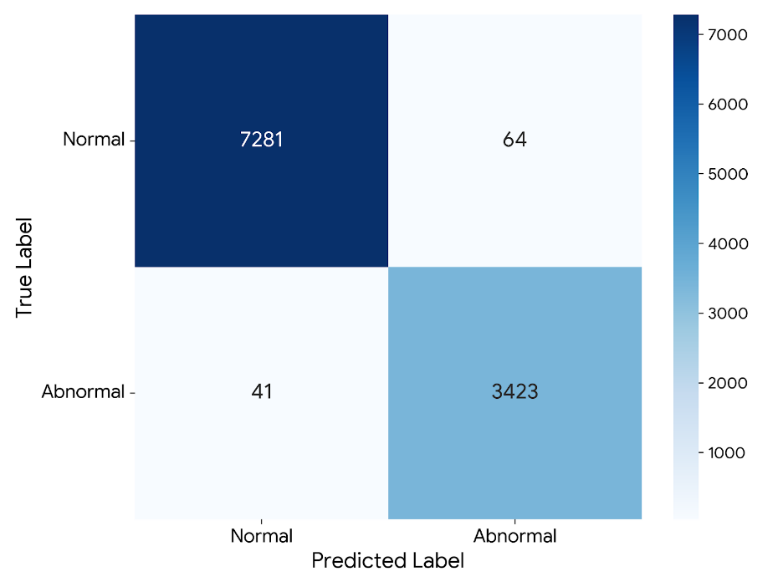 7000
6000
5000
4000
3000
2000
1000
True Label
Normal
7281
64
Abnormal
41
3423
Normal
Abnormal
Predicted Label